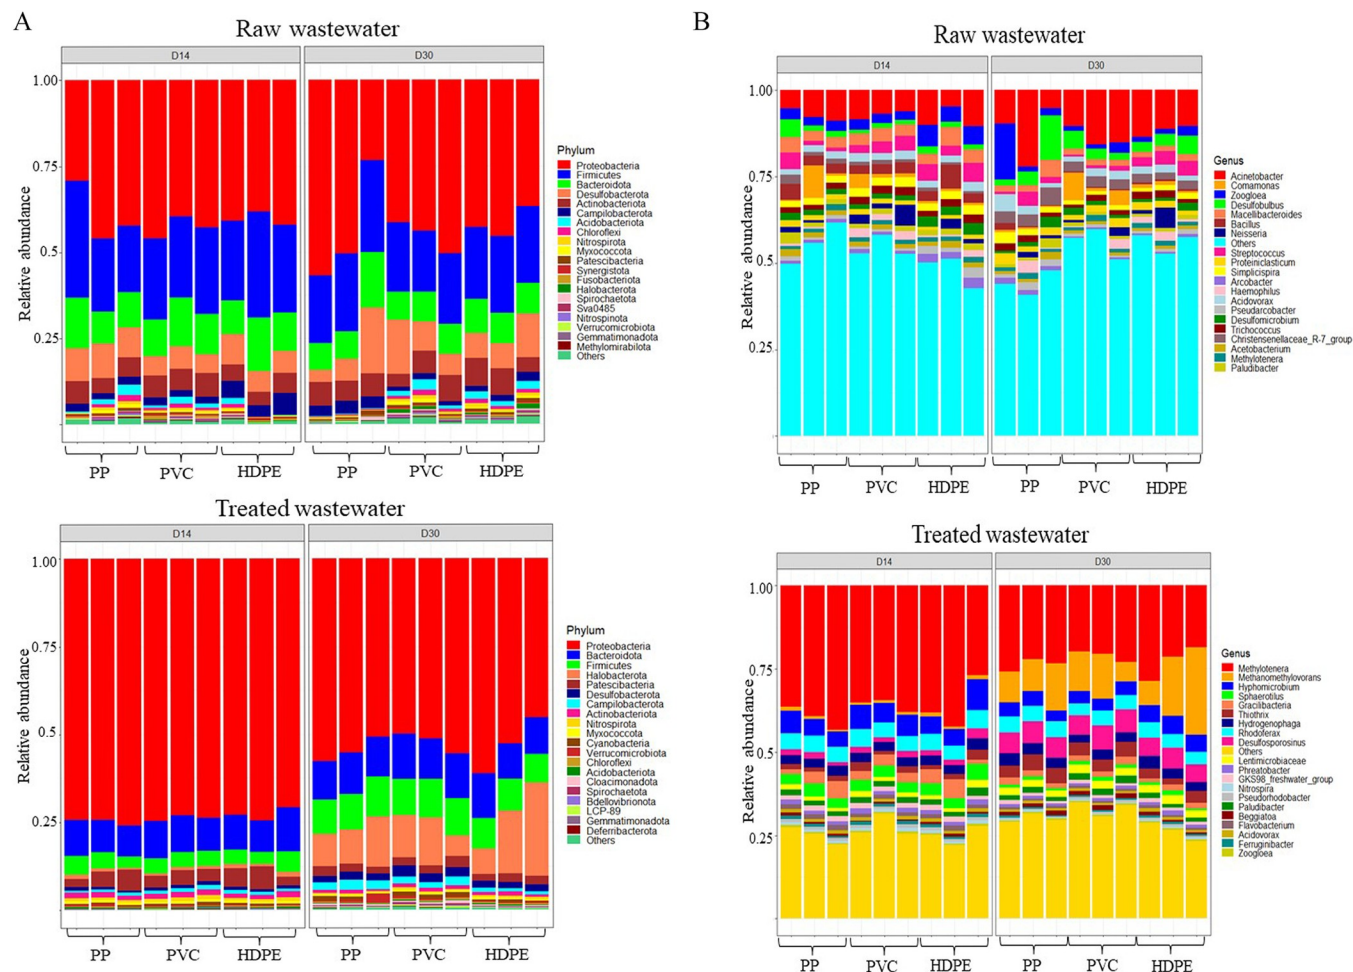 A
Raw wastewater
D14
D30
1.00
0.75
0.5
0.25
Relative abundance
PP
PVC
HDPE
PP
PVC
HDPE
Phylum
Proteobacteria
Firmicutes
Bacteroidota
Desulfobacterota
Actinobacteriota
Campilobacterota
Acidobacteriota
Chloroflexi
Nitrospirota
Myxococcota
Patescibacteria
Synergistota
Fusobacteriota
Halobacterota
Spirochaetota
Sva0485
Nitrospinota
Verrucomicrobiota
Gemmatimonadota
Methylomirabilota
Others
Treated wastewater
D14
D30
1.00
0.75
0.5
0.25
Relative abundance
PP
PVC
HDPE
PP
PVC
HDPE
Phylum
Proteobacteria
Bacteroidota
Firmicutes
Halobacterota
Patescibacteria
Desulfobacterota
Campilobacterota
Actinobacteriota
Nitrospirota
Myxococcota
Cyanobacteria
Verrucomicrobiota
Chloroflexi
Acidobacteriota
Cloacimonadota
Spirochaetota
Bdellovibrionota
LCP-89
Gemmatimonadota
Deferribacterota
Others
B
Raw wastewater
D14
D30
1.00
0.75
0.5
0.25
Relative abundance
PP
PVC
HDPE
PP
PVC
HDPE
Genus
Acinetobacter
Comamonas
Zoogloea
Desulfobulbus
Macellibacteroides
Bacillus
Neisseria
Others
Streptococcus
Proteiniclasticum
Simplicispira
Arcobacter
Haemophilus
Acidovorax
Pseudarcobacter
Desulfomicrobium
Trichococcus
Christensenellaceae_R-7_group
Acetobacterium
Methylotenera
Paludibacter
Treated wastewater
D14
D30
1.00
0.75
0.5
0.25
Relative abundance
PP
PVC
HDPE
PP
PVC
HDPE
Genus
Methylotenera
Methanomethylovorans
Hyphomicrobium
Sphaerotilus
Gracilibacteria
Thiothrix
Hydrogenophaga
Rhodoferax
Desulfosporosinus
Others
Lentimicrobiaceae
Phreatobacter
GKS98_freshwater_group
Nitrospira
Pseudorhodobacter
Paludibacter
Beggiatoa
Flavobacterium
Acidovorax
Ferruginibacter
Zoogloea